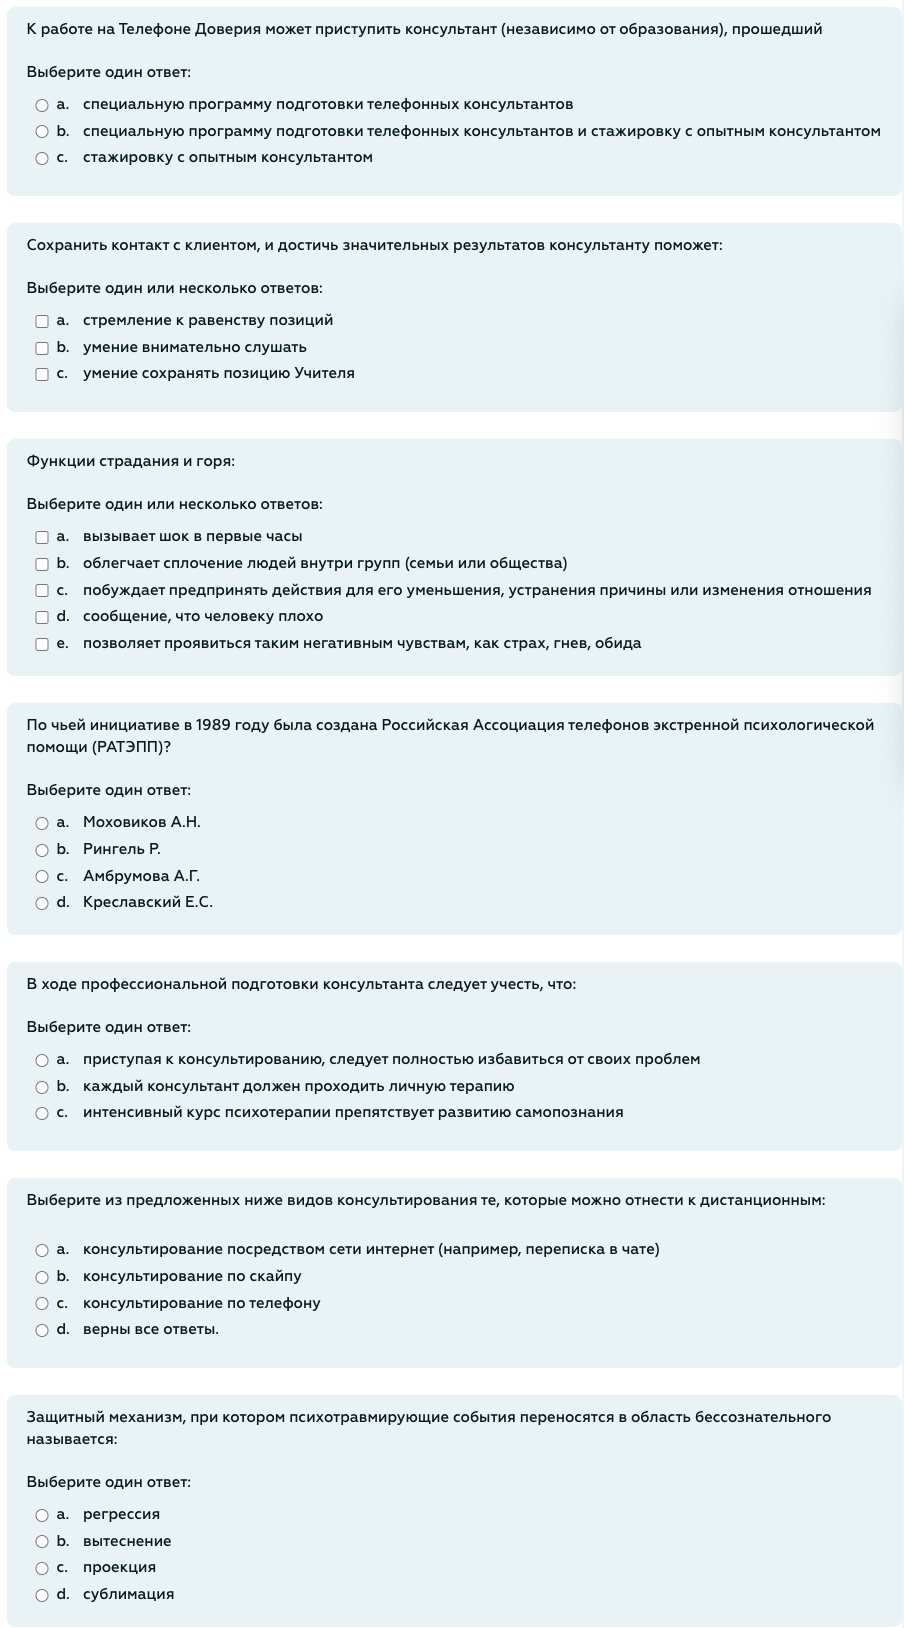 К работе на Телефоне Доверия может приступить консультант (независимо от образования), прошедший
Выберите один ответ:
a. специальную программу подготовки телефонных консультантов
b. специальную программу подготовки телефонных консультантов и стажировку с опытным консультантом
c. стажировку с опытным консультантом
Сохранить контакт с клиентом, и достичь значительных результатов консультанту поможет:
Выберите один или несколько ответов:
a. стремление к равенству позиций
b. умение внимательно слушать
c. умение сохранять позицию Учителя
Функции страдания и горя:
Выберите один или несколько ответов:
a. вызывает шок в первые часы
b. облегчает сплочение людей внутри групп (семьи или общества)
c. побуждает предпринять действия для его уменьшения, устранения причины или изменения отношения
d. сообщение, что человеку плохо
e. позволяет проявиться таким негативным чувствам, как страх, гнев, обида
По чьей инициативе в 1989 году была создана Российская Ассоциация телефонов экстренной психологической
помощи (РАТЭПП)?
Выберите один ответ:
a. Моховиков А.Н.
b. Рингель Р.
c. Амбрумова А.Г.
d. Креславский Е.С.
В ходе профессиональной подготовки консультанта следует учесть, что:
Выберите один ответ:
a. приступая к консультированию, следует полностью избавиться от своих проблем
b. каждый консультант должен проходить личную терапию
c. интенсивный курс психотерапии препятствует развитию самопознания
Выберите из предложенных ниже видов консультирования те, которые можно отнести к дистанционным:
a. консультирование посредством сети интернет (например, переписка в чате)
b. консультирование по скайпу
c. консультирование по телефону
d. верны все ответы.
Защитный механизм, при котором психотравмирующие события переносятся в область бессознательного
называется:
Выберите один ответ:
a. регрессия
b. вытеснение
c. проекция
d. сублимация